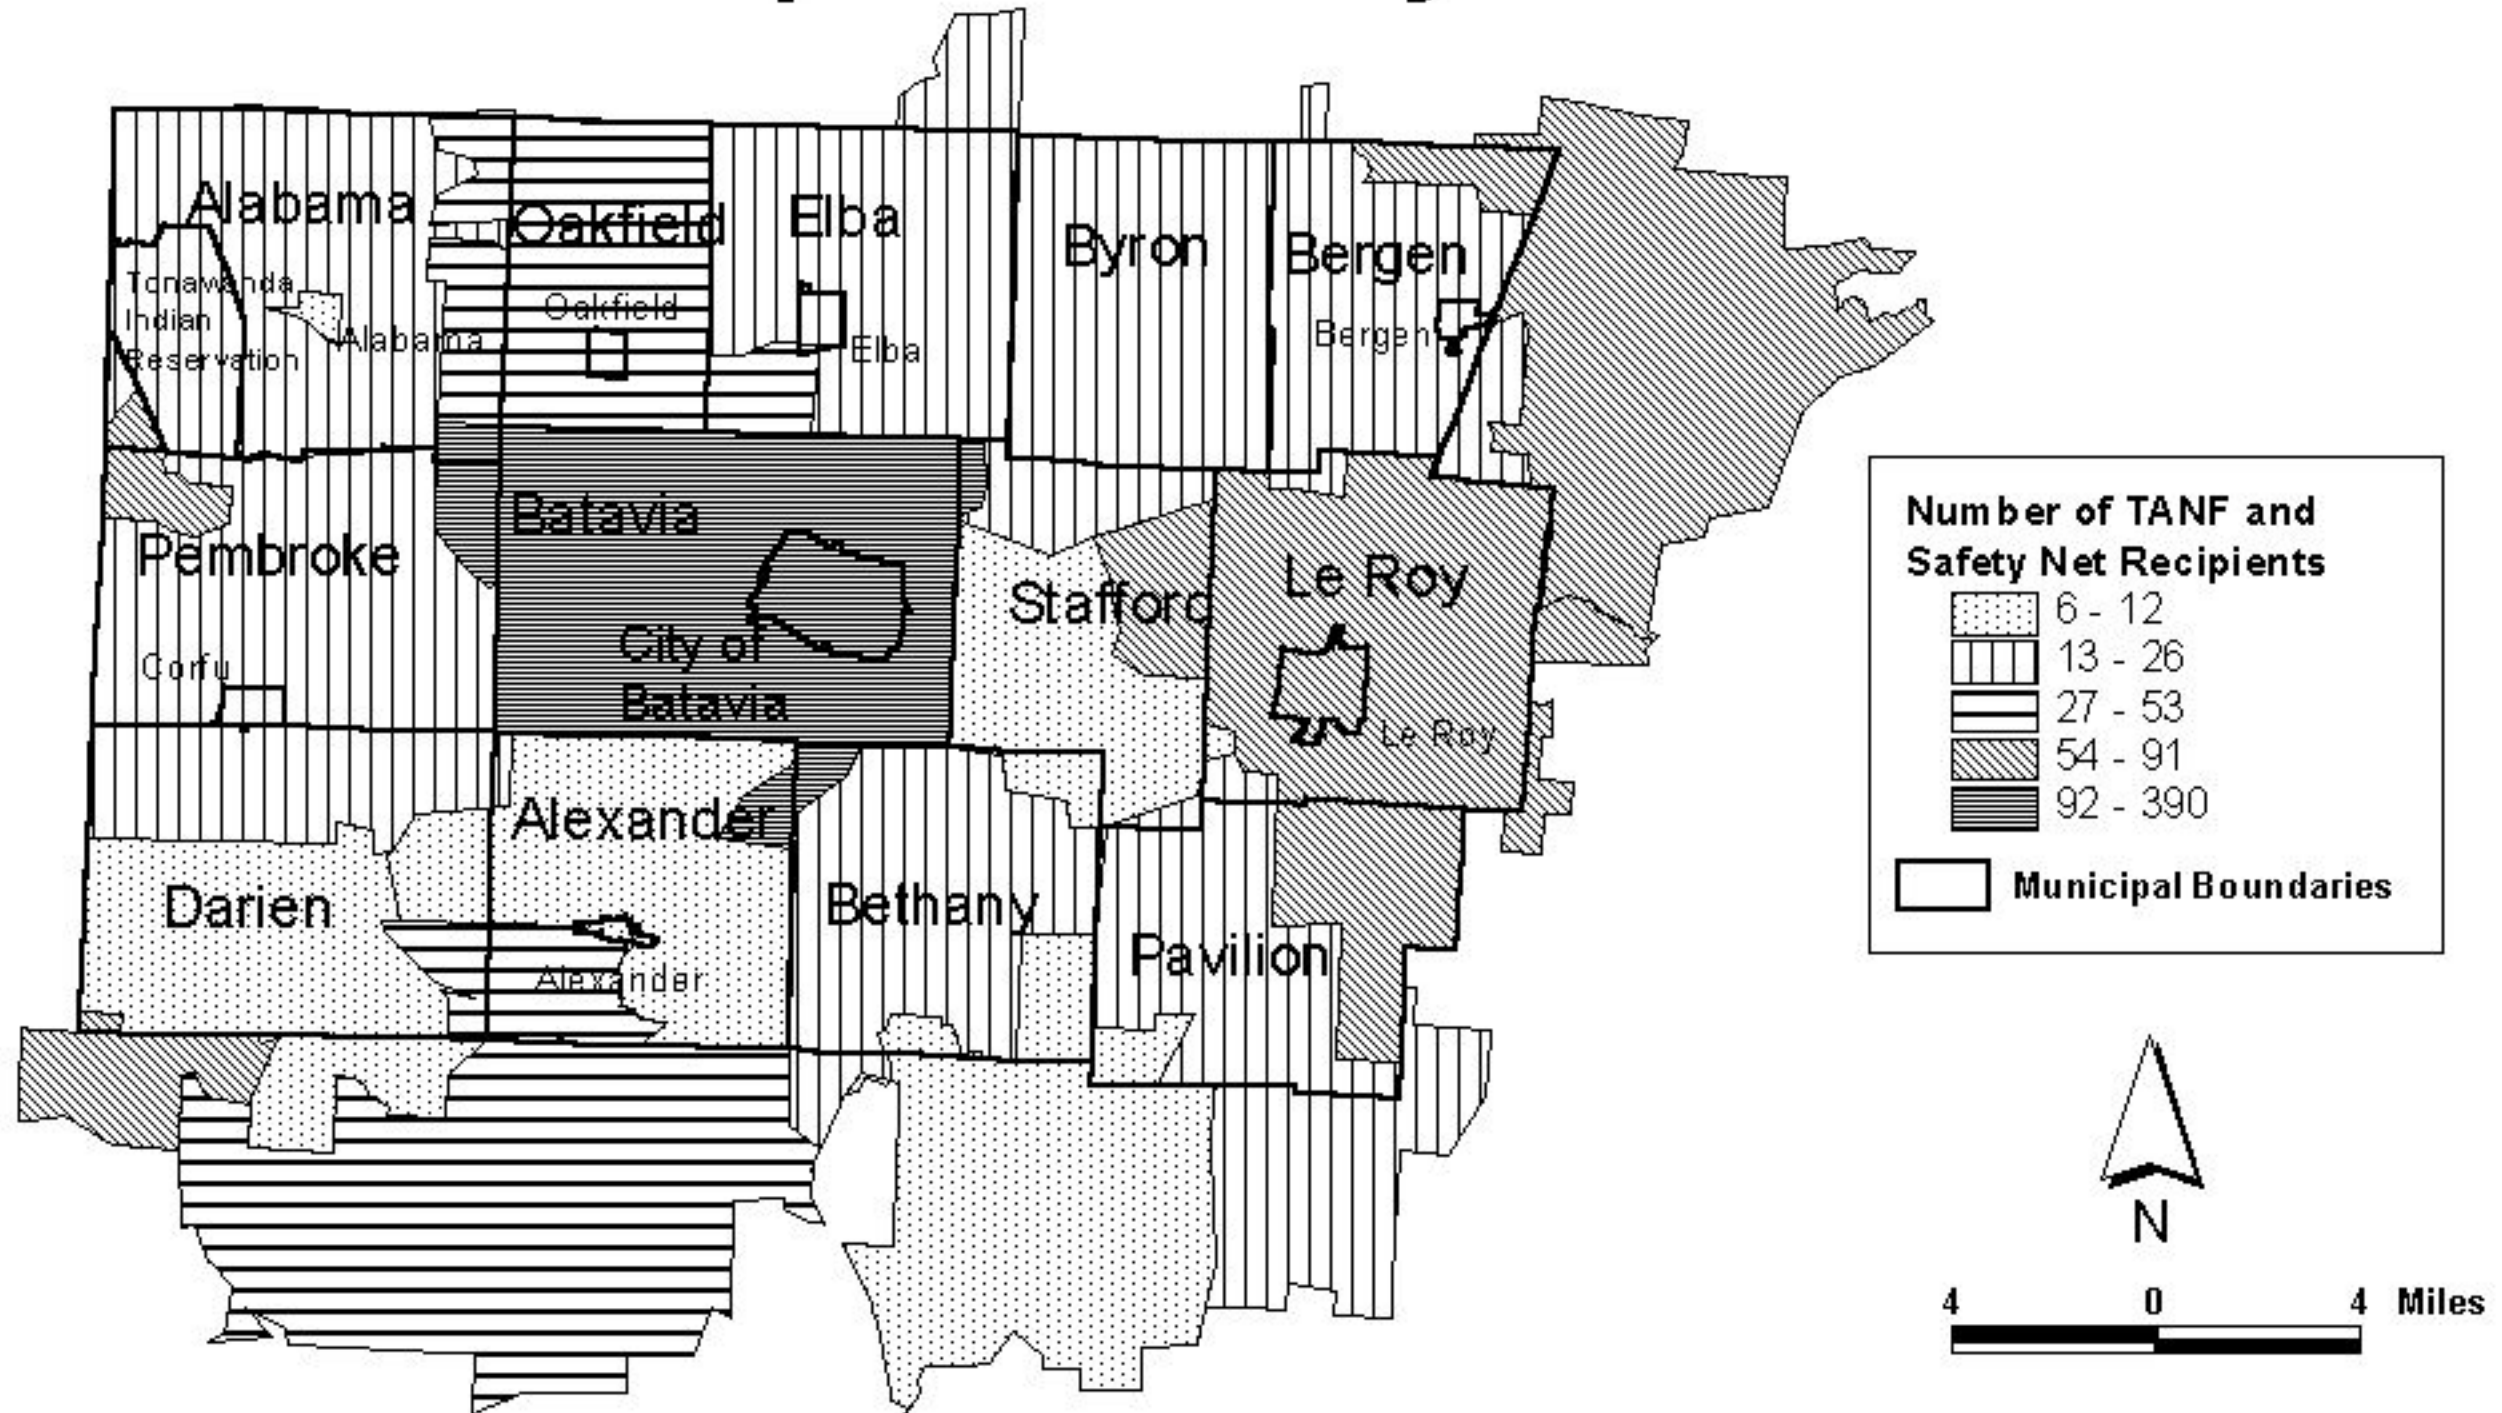 Alabama
Oakfield
Elba
Byron
Bergen
Tonawanda
Indian
Reservation
Alabama
Oakfield
Elba
Bergen
Batavia
Pembroke
City of
Batavia
Stafford
Le Roy
Corfu
Le Roy
Alexander
Darien
Bethany
Pavilion
Alexander
Number of TANF and
Safety Net Recipients
6 - 12
13 - 26
27 - 53
54 - 91
92 - 390
Municipal Boundaries
N
4 0 4 Miles